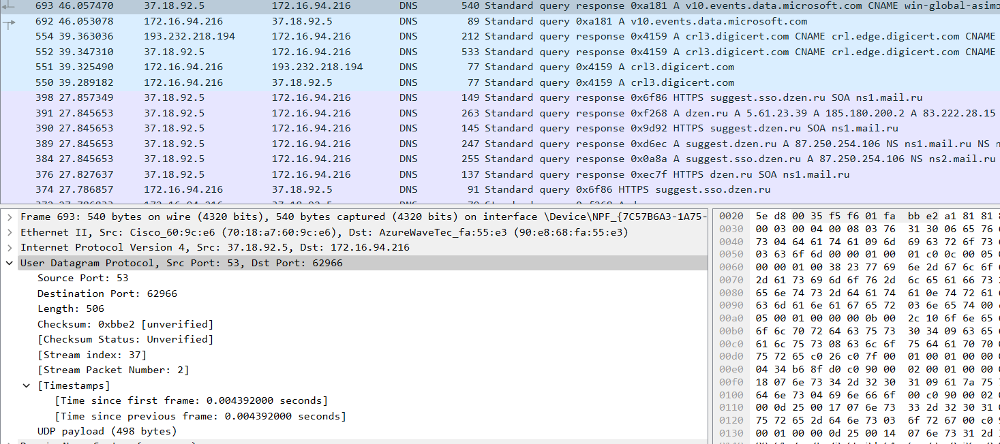 693 46.057470 37.18.92.5 172.16.94.216 DNS 540 Standard query response 0xa181 A v10.events.data.microsoft.com CNAME win-global-asimo
692 46.053078 172.16.94.216 37.18.92.5 DNS 89 Standard query 0xa181 A v10.events.data.microsoft.com
554 39.363036 193.232.218.194 172.16.94.216 DNS 212 Standard query response 0x4159 A crl3.digicert.com CNAME crl.edge.digicert.com CNAME
552 39.347310 37.18.92.5 172.16.94.216 DNS 533 Standard query response 0x4159 A crl3.digicert.com CNAME crl.edge.digicert.com CNAME
551 39.325490 172.16.94.216 193.232.218.194 DNS 77 Standard query 0x4159 A crl3.digicert.com
550 39.289182 172.16.94.216 37.18.92.5 DNS 77 Standard query 0x4159 A crl3.digicert.com
398 27.857349 37.18.92.5 172.16.94.216 DNS 149 Standard query response 0x6f86 HTTPS suggest.sso.dzen.ru SOA ns1.mail.ru
391 27.845653 37.18.92.5 172.16.94.216 DNS 263 Standard query response 0xf268 A dzen.ru A 5.61.23.39 A 185.180.200.2 A 83.222.28.15
390 27.845653 37.18.92.5 172.16.94.216 DNS 145 Standard query response 0x9d92 HTTPS suggest.dzen.ru SOA ns1.mail.ru
389 27.845653 37.18.92.5 172.16.94.216 DNS 247 Standard query response 0xd6ec A suggest.dzen.ru A 87.250.254.106 NS ns1.mail.ru NS n
384 27.845653 37.18.92.5 172.16.94.216 DNS 255 Standard query response 0x0a8a A suggest.sso.dzen.ru A 87.250.254.106 NS ns2.mail.ru
376 27.827637 37.18.92.5 172.16.94.216 DNS 137 Standard query response 0xec7f HTTPS dzen.ru SOA ns1.mail.ru
374 27.786857 172.16.94.216 37.18.92.5 DNS 91 Standard query 0x6f86 HTTPS suggest.sso.dzen.ru
Frame 693: 540 bytes on wire (4320 bits), 540 bytes captured (4320 bits) on interface \Device\NPF_{7C57B6A3-1A75-
Ethernet II, Src: Cisco_60:9c:e6 (70:18:a7:60:9c:e6), Dst: AzureWaveTec_fa:55:e3 (90:e8:68:fa:55:e3)
Internet Protocol Version 4, Src: 37.18.92.5, Dst: 172.16.94.216
User Datagram Protocol, Src Port: 53, Dst Port: 62966
Source Port: 53
Destination Port: 62966
Length: 506
Checksum: 0xbbe2 [unverified]
[Checksum Status: Unverified]
[Stream index: 37]
[Stream Packet Number: 2]
[Timestamps]
[Time since first frame: 0.004392000 seconds]
[Time since previous frame: 0.004392000 seconds]
UDP payload (498 bytes)
0020 5e d8 00 35 f5 f6 01 fa bb e2 a1 81 81
0030 00 03 00 04 00 08 03 76 31 30 06 65 76
0040 73 04 64 61 74 61 09 6d 69 63 72 6f 73
0050 03 63 6f 6d 00 00 01 00 01 c0 0c 00 05
0060 00 00 01 00 38 23 77 69 6e 2d 67 6c 6f
0070 2d 61 73 69 6d 6f 76 2d 6c 65 61 66 73
0080 65 6e 74 73 2d 64 61 74 61 0e 74 72 61
0090 63 6d 61 6e 61 67 65 72 03 6e 65 74 00
00a0 05 00 01 00 00 00 0b 00 2c 10 6f 6e 65
00b0 6f 6c 70 72 64 63 75 73 30 34 09 63 65
00c0 61 6c 75 73 08 63 6c 6f 75 64 61 70 70
00d0 75 72 65 c0 26 c0 7f 00 01 00 01 00 00
00e0 04 34 b6 8f d0 c0 90 00 02 00 01 00 00
00f0 18 07 6e 73 34 2d 32 30 31 09 61 7a 75
0100 64 6e 73 04 69 6e 66 6f 00 c0 90 00 02
0110 00 0d 25 00 17 07 6e 73 33 2d 32 30 31
0120 75 72 65 2d 64 6e 73 03 6f 72 67 00 c0
0130 00 01 00 00 0d 25 00 14 07 6e 73 31 2d